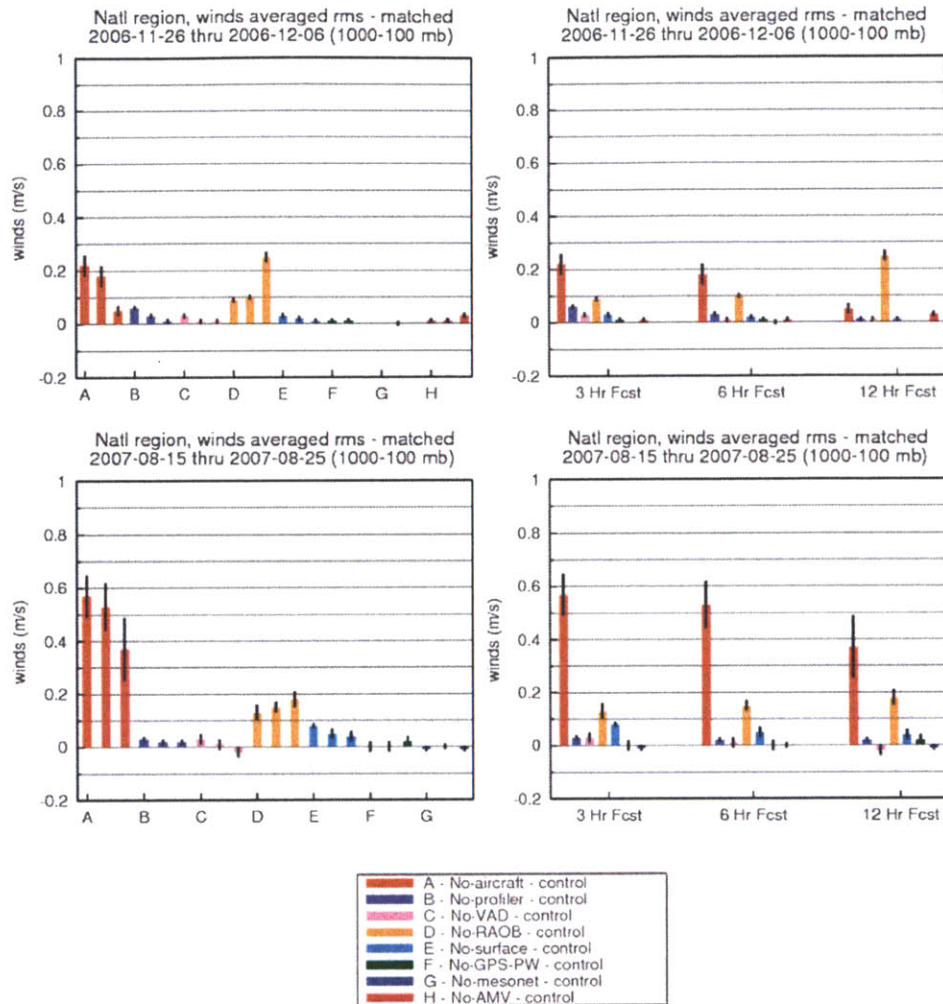 Natl region, winds averaged rms - matched
2006-11-26 thru 2006-12-06 (1000-100 mb)
1
0.8
0.6
0.4
0.2
0
-0.2
winds (m/s)
A B C D E F G H
Natl region, winds averaged rms - matched
2006-11-26 thru 2006-12-06 (1000-100 mb)
1
0.8
0.6
0.4
0.2
0
-0.2
winds (m/s)
3 Hr Fcst 6 Hr Fcst 12 Hr Fcst
Natl region, winds averaged rms - matched
2007-08-15 thru 2007-08-25 (1000-100 mb)
1
0.8
0.6
0.4
0.2
0
-0.2
winds (m/s)
A B C D E F G
Natl region, winds averaged rms - matched
2007-08-15 thru 2007-08-25 (1000-100 mb)
1
0.8
0.6
0.4
0.2
0
-0.2
winds (m/s)
3 Hr Fcst 6 Hr Fcst 12 Hr Fcst
A - No-aircraft - control
B - No-profiler - control
C - No-VAD - control
D - No-RAOB - control
E - No-surface - control
F - No-GPS-PW - control
G - No-mesonet - control
H - No-AMV - control